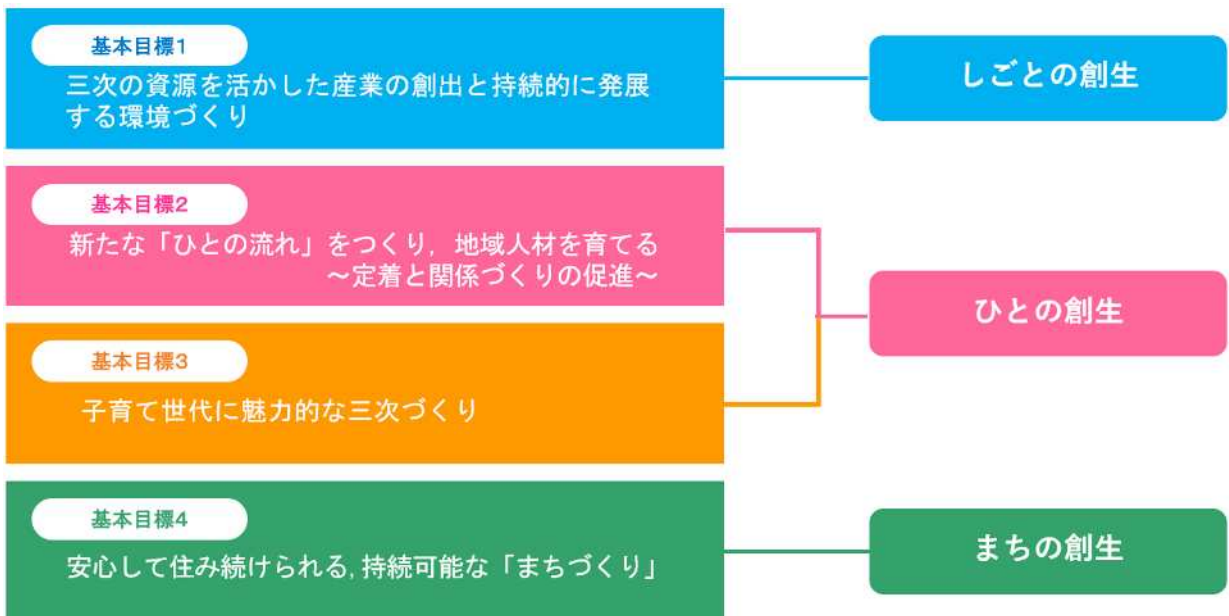 基本目標1
三次の資源を活かした産業の創出と持続的に発展
する環境づくり
しごとの創生
基本目標2
新たな「ひとの流れ」をつくり，地域人材を育てる
～定着と関係づくりの促進～
ひとの創生
基本目標3
子育て世代に魅力的な三次づくり
基本目標4
安心して住み続けられる,持続可能な「まちづくり」
まちの創生